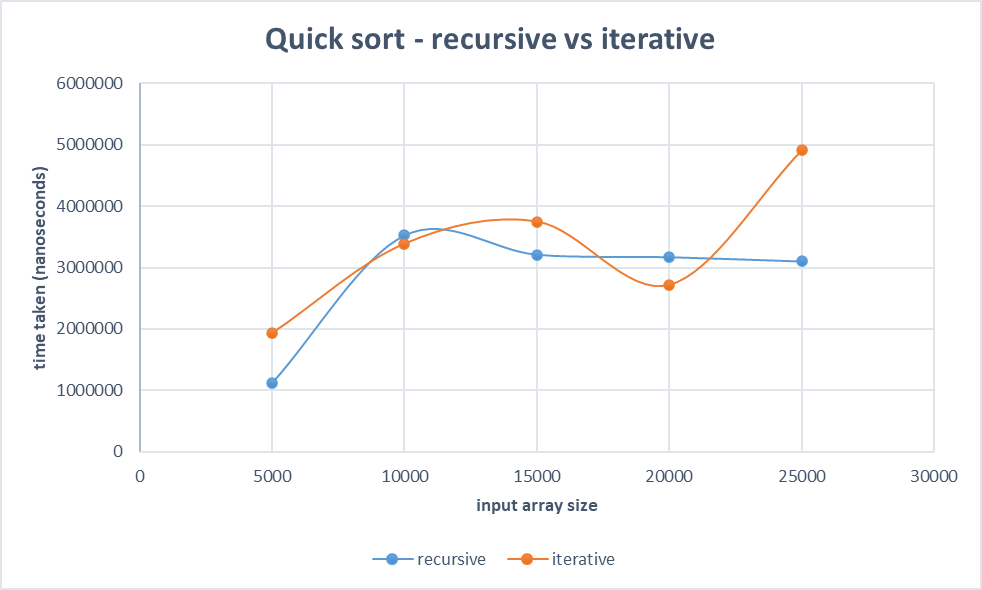 Quick sort - recursive vs iterative
6000000
5000000
4000000
3000000
2000000
1000000
0
time taken (nanoseconds)
0 5000 10000 15000 20000 25000 30000
input array size
recursive iterative